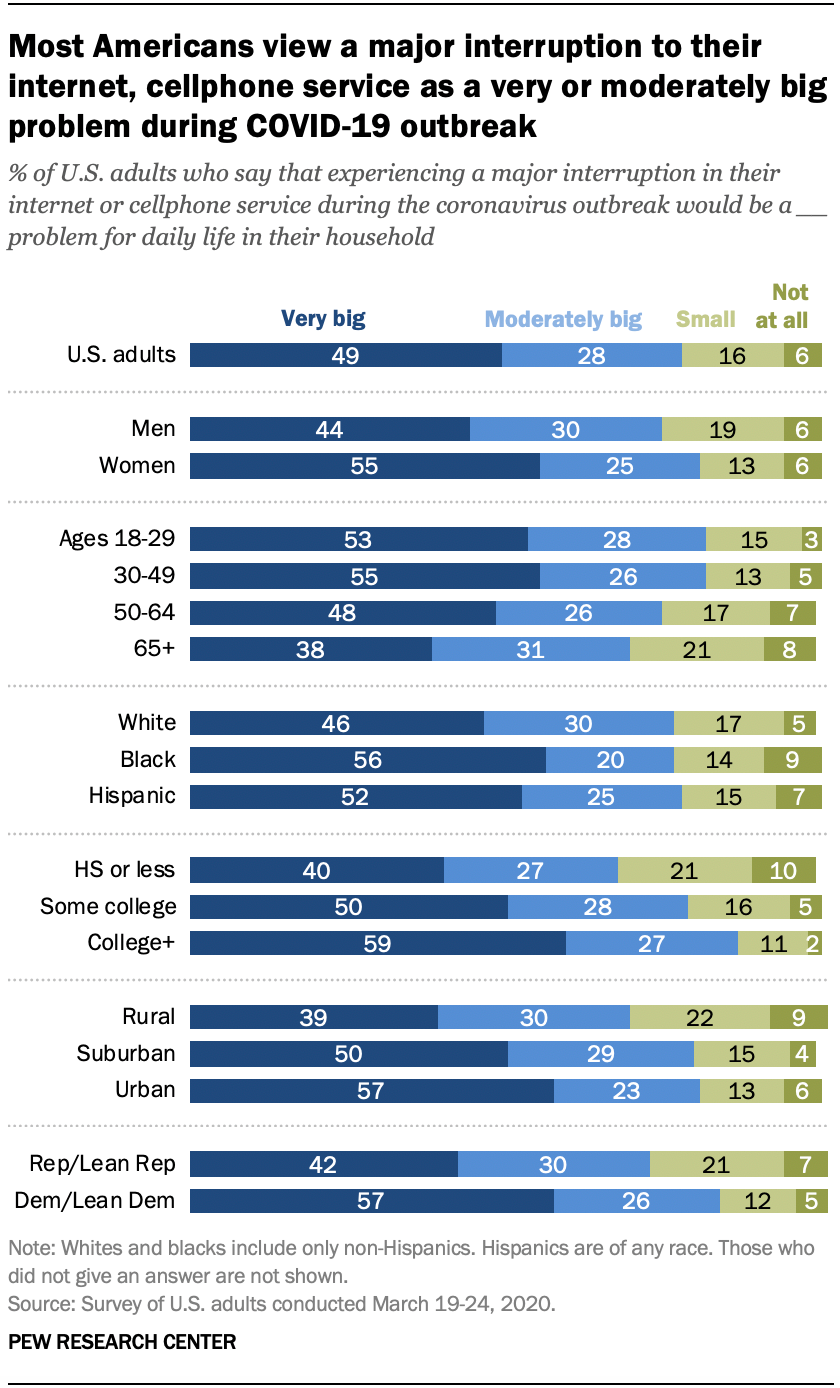 Most Americans view a major interruption to their
internet, cellphone service as a very or moderately big
problem during COVID-19 outbreak
% of U.S. adults who say that experiencing a major interruption in their
internet or cellphone service during the coronavirus outbreak would be a __
problem for daily life in their household
Not
Very big Moderately big Small at all
U.S. adults 49 28 16 6
Men 44 30 19 6
Women 55 25 13 6
Ages 18-29 53 28 15 3
30-49 55 26 13 5
50-64 48 26 17 7
65+ 38 31 21 8
White 46 30 17 5
Black 56 20 14 9
Hispanic 52 25 15 7
HS or less 40 27 21 10
Some college 50 28 16 5
College+ 59 27 11 2
Rural 39 30 22 9
Suburban 50 29 15 4
Urban 57 23 13 6
Rep/Lean Rep 42 30 21 7
Dem/Lean Dem 57 26 12 5
Note: Whites and blacks include only non-Hispanics. Hispanics are of any race. Those who
did not give an answer are not shown.
Source: Survey of U.S. adults conducted March 19-24, 2020.
PEW RESEARCH CENTER